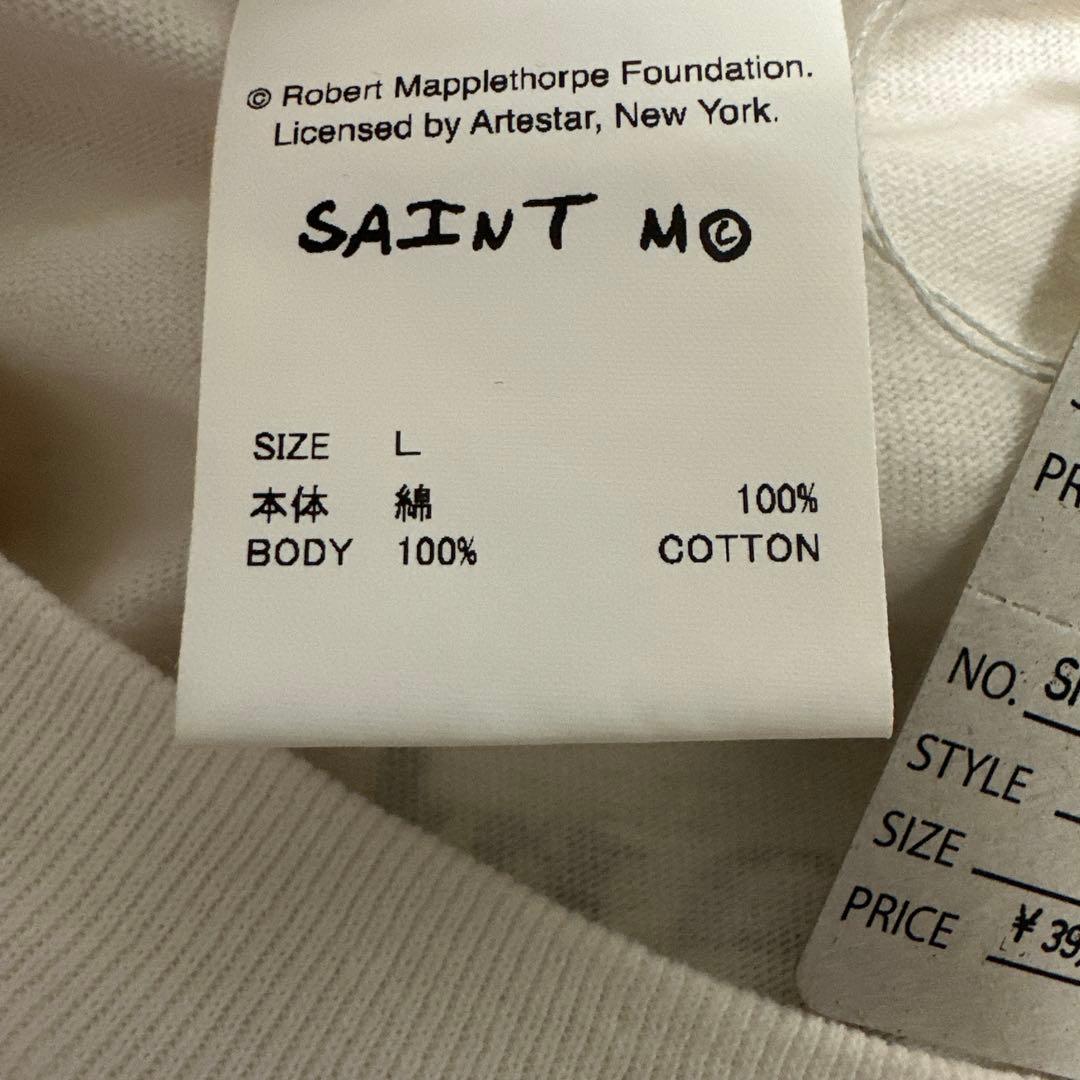 © Robert Mapplethorpe Foundation.
Licensed by Artestar, New York.
SAINT M©
SIZE L
本体 綿 100%
BODY 100% COTTON
NO.
STYLE
SIZE
PRICE ¥39,